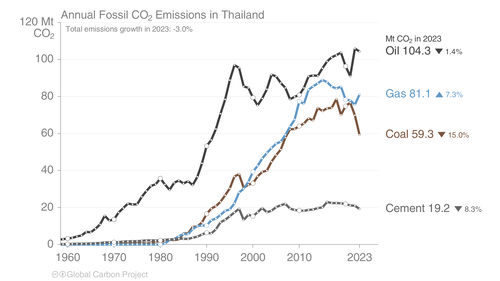 Annual Fossil CO₂ Emissions in Thailand
120 Mt
CO₂
Total emissions growth in 2023: -3.0%
100
80
60
40
20
0
1960 1970 1980 1990 2000 2010 2023
Mt CO₂ in 2023
Oil 104.3 ▼ 1.4%
Gas 81.1 ▲ 7.3%
Coal 59.3 ▼ 15.0%
Cement 19.2 ▼ 8.3%
Global Carbon Project